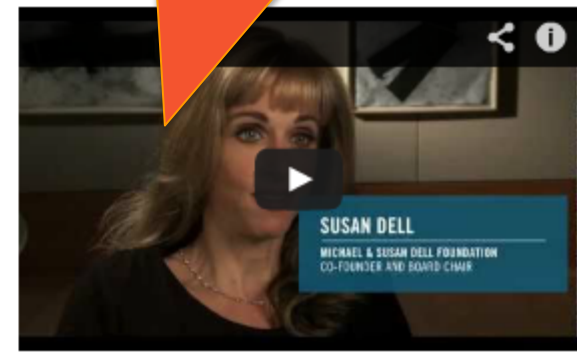 SUSAN DELL
MICHAEL & SUSAN DELL FOUNDATION
CO-FOUNDER AND BOARD CHAIR